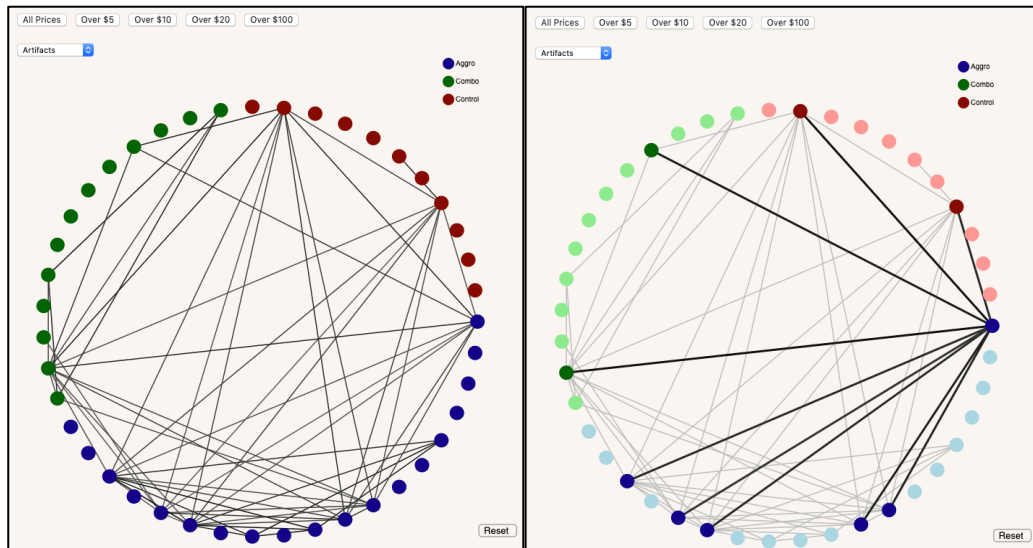 All Prices Over $5 Over $10 Over $20 Over $100
Artifacts
Aggro
Combo
Control
Reset
All Prices Over $5 Over $10 Over $20 Over $100
Artifacts
Aggro
Combo
Control
Reset